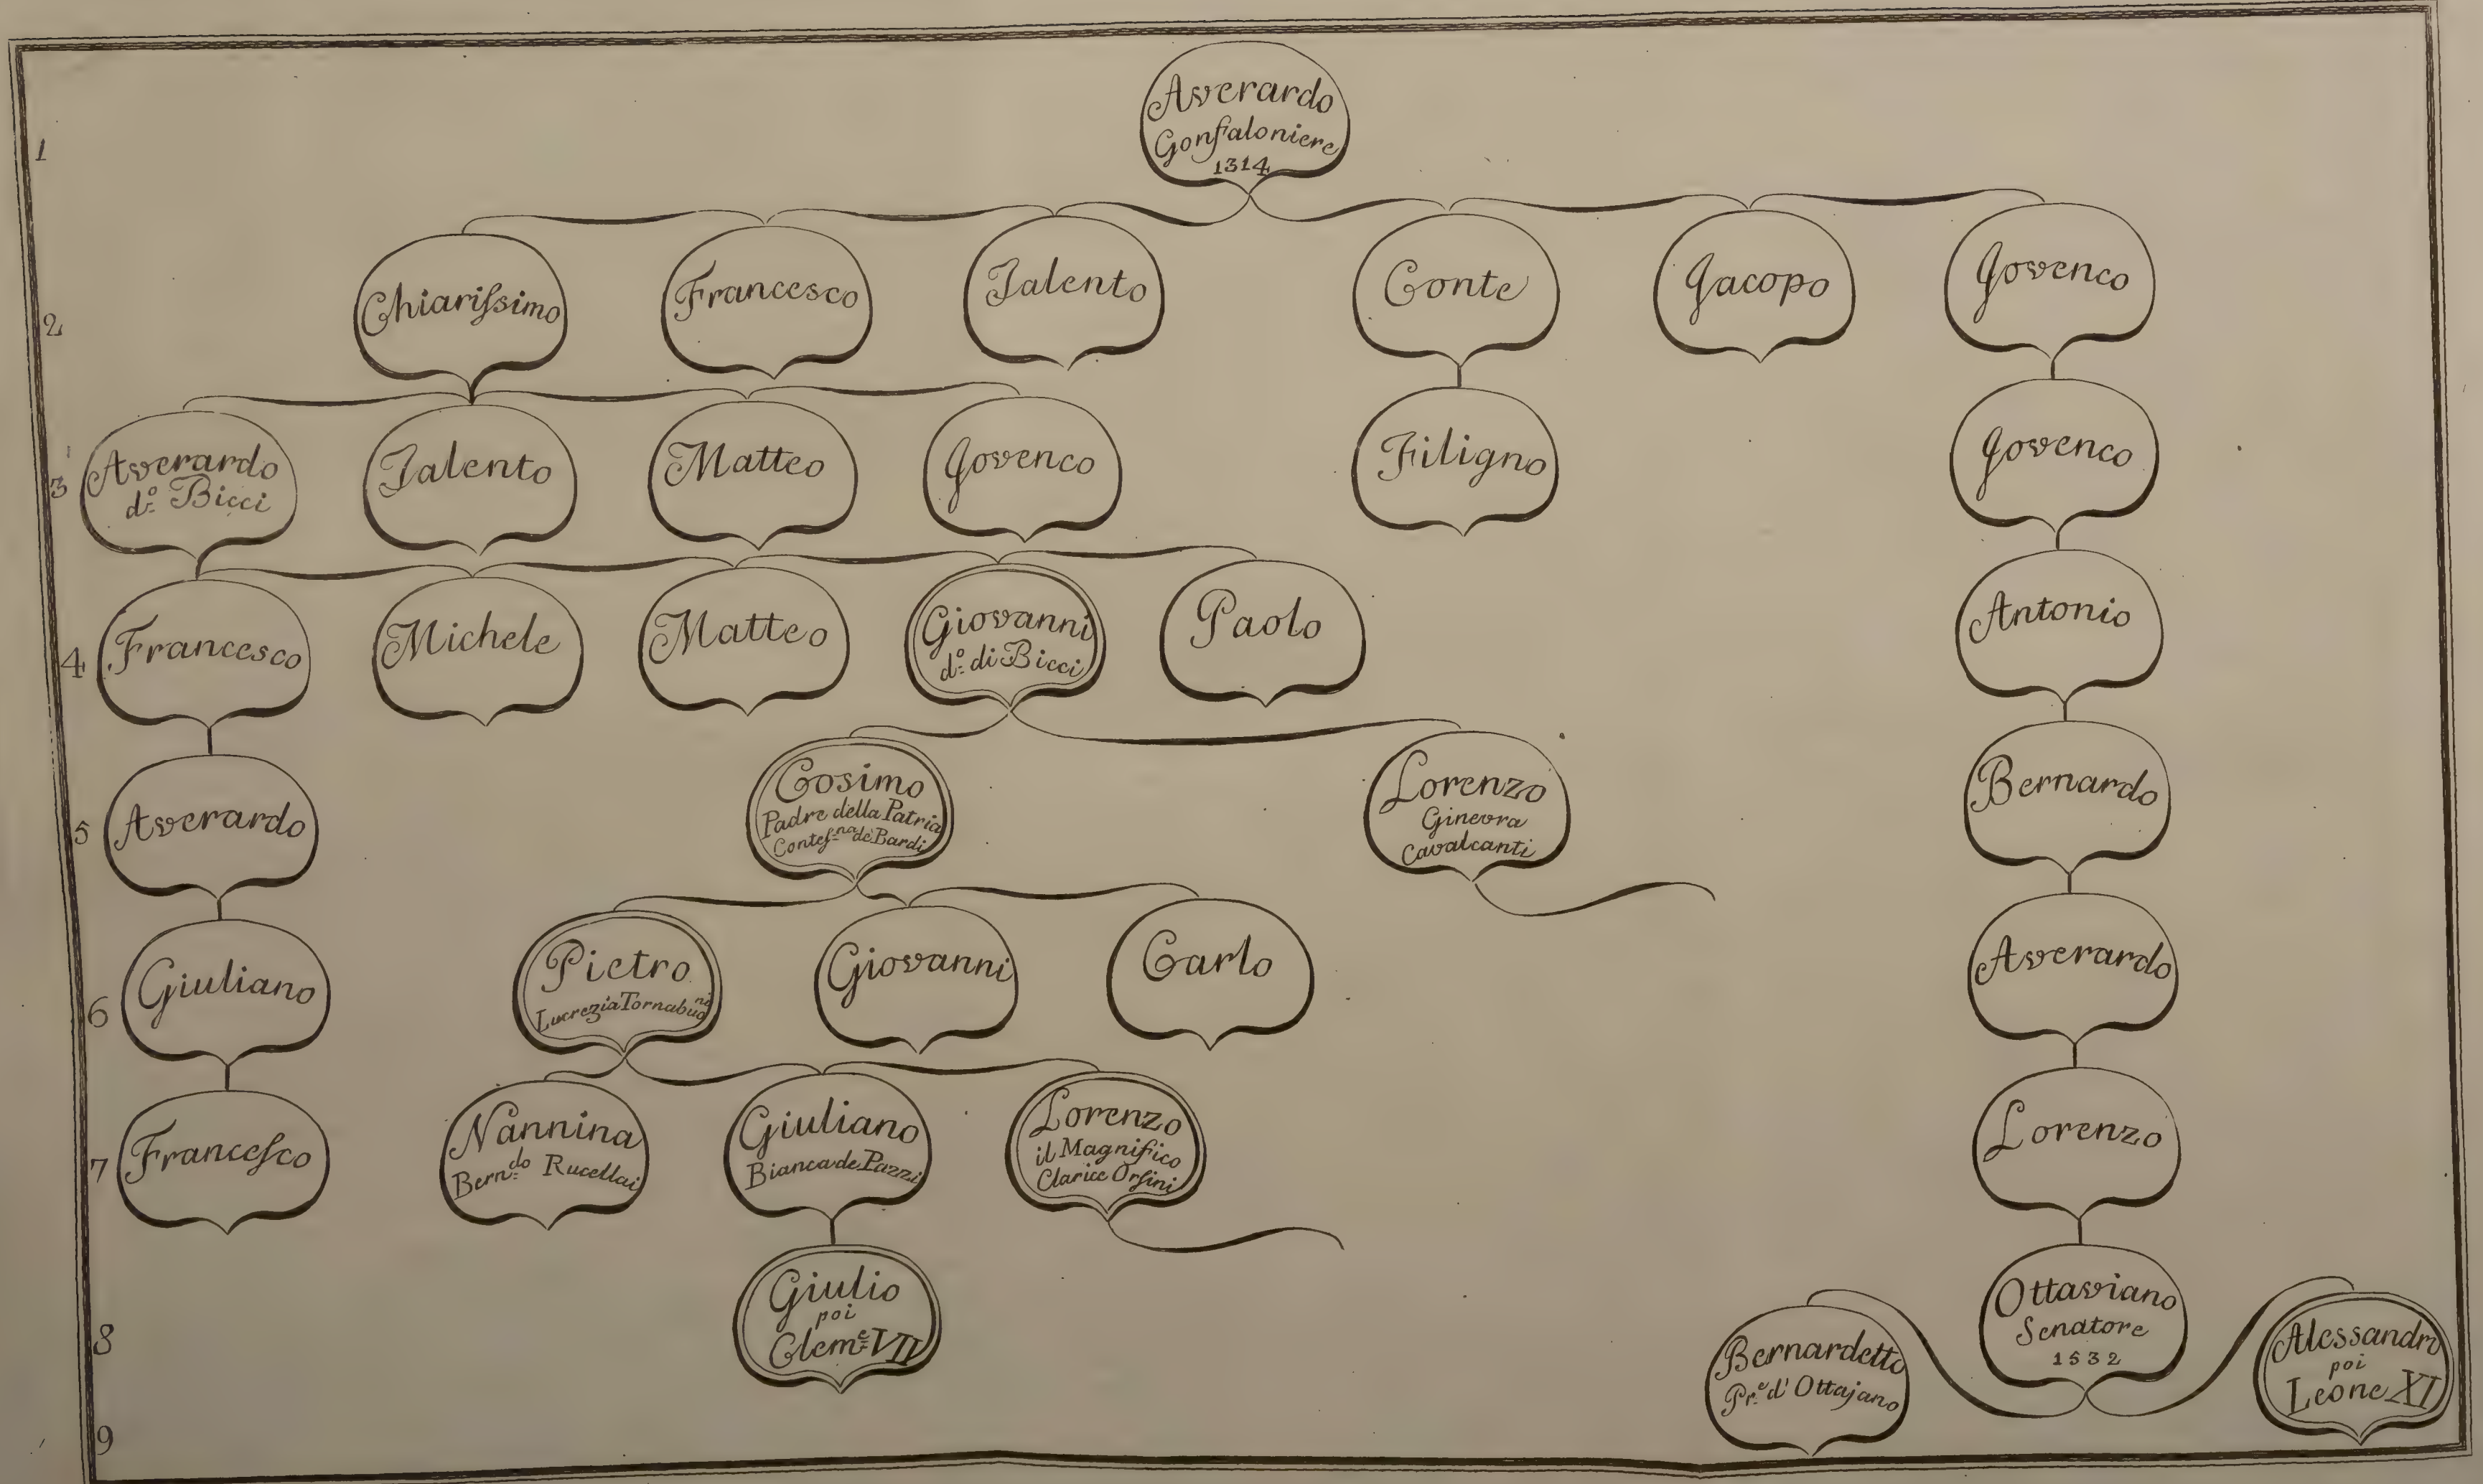 Averardo
Gonfaloniere
1314
1
Chiariſsimo
Francesco
Talento
Conte
Jacopo
Jovenco
2
Averardo
d.º Bicci
Talento
Matteo
Jovenco
Filigno
Jovenco
3
Francesco
Michele
Matteo
Giovanni
d.º di Bicci
Paolo
Antonio
4
Cosimo
Padre della Patria
Conteſ.na de Bardi
Lorenzo
Ginevra
Cavalcanti
Bernardo
5
Averardo
Pietro
Lucrezia Tornabuoni
Giovanni
Carlo
Averardo
6
Giuliano
Nannina
Bern.do Rucellai
Giuliano
Bianca de Pazzi
Lorenzo
il Magnifico
Clarice Orſini
Lorenzo
7
Franceſco
Giulio
poi
Clem.e VII
Ottaviano
Senatore
1532
8
Bernardetto
Pr.e d' Ottajano
Alessandro
poi
Leone XI
9